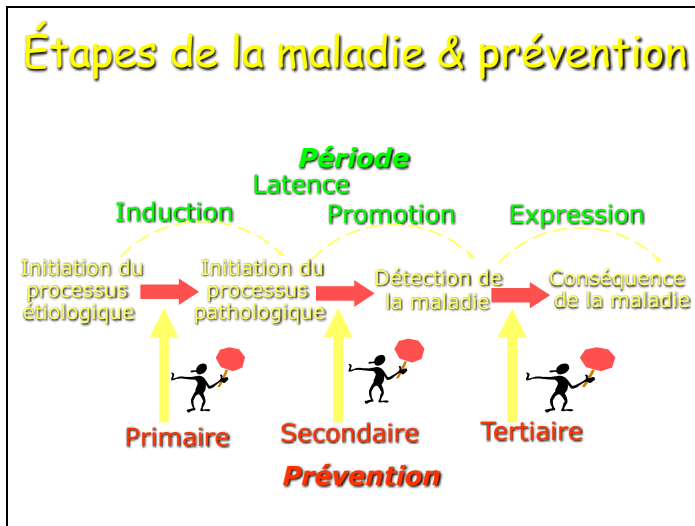 Étapes de la maladie & prévention
Période
Latence
Induction Promotion Expression
Initiation du
processus
étiologique
Initiation du
processus
pathologique
Détection de
la maladie
Conséquence
de la maladie
Primaire Secondaire Tertiaire
Prévention